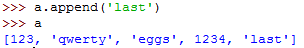 >>> a.append('last')
>>> a
[123, 'qwerty', 'eggs', 1234, 'last']